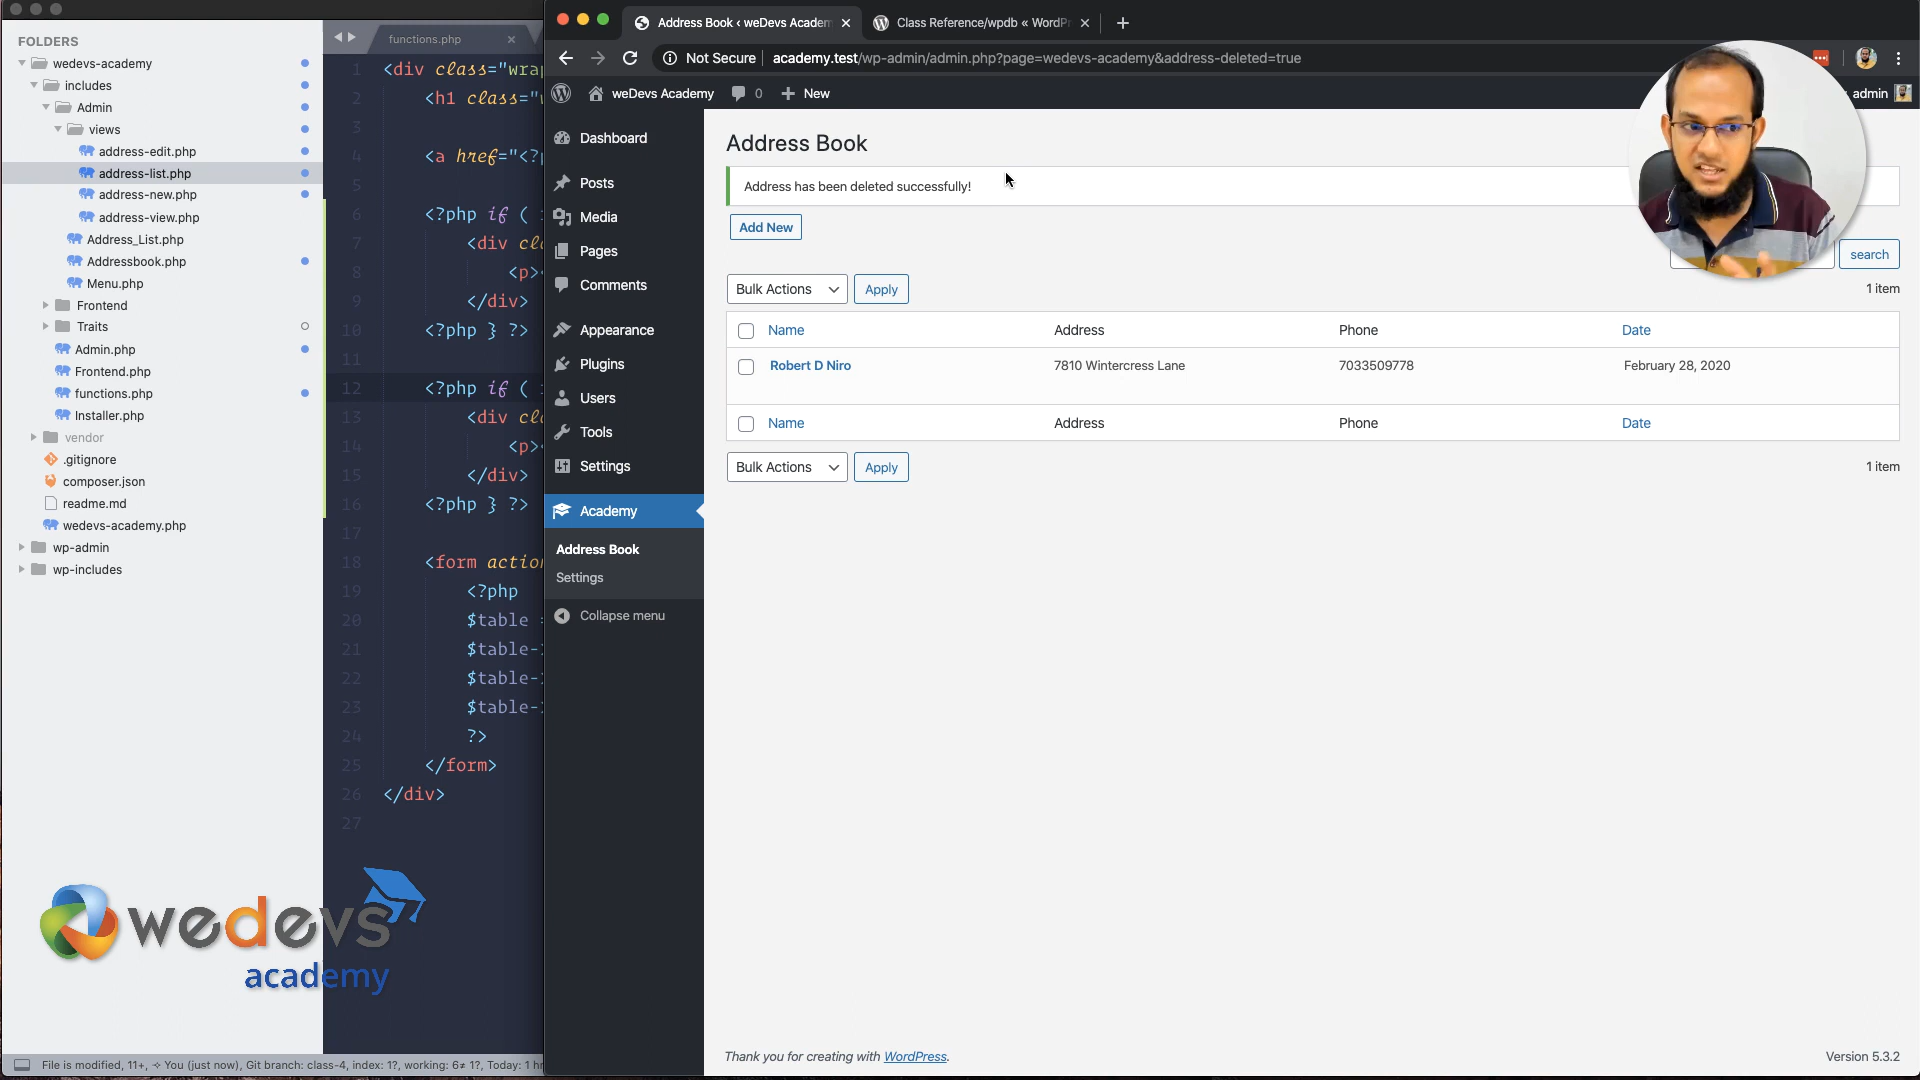 FOLDERS
wedevs-academy
includes
Admin
views
address-edit.php
address-list.php
address-new.php
address-view.php
Address_List.php
Addressbook.php
Menu.php
Frontend
Traits
Admin.php
Frontend.php
functions.php
Installer.php
vendor
.gitignore
composer.json
readme.md
wedevs-academy.php
wp-admin
wp-includes
wedevs
academy
File is modified, 11+, ✧ You (just now), Git branch: class-4, index: 1?, working: 6≠ 1?, Today: 1 h
functions.php
1 <div class="wrap
2 <h1 class="
3
4 <a href="<?
5
6 <?php if (
7 <div cl
8 <p>
9 </div>
10 <?php } ?>
11
12 <?php if (
13 <div cl
14 <p>
15 </div>
16 <?php } ?>
17
18 <form action
19 <?php
20 $table
21 $table-
22 $table-
23 $table-
24 ?>
25 </form>
26 </div>
27
Address Book ‹ weDevs Academ
Class Reference/wpdb « WordP
Not Secure academy.test/wp-admin/admin.php?page=wedevs-academy&address-deleted=true
weDevs Academy 0 New
admin
Dashboard
Posts
Media
Pages
Comments
Appearance
Plugins
Users
Tools
Settings
Academy
Address Book
Settings
Collapse menu
Address Book
Address has been deleted successfully!
Add New
search
Bulk Actions Apply 1 item
Name Address Phone Date
Robert D Niro 7810 Wintercress Lane 7033509778 February 28, 2020
Name Address Phone Date
Bulk Actions Apply 1 item
Thank you for creating with WordPress. Version 5.3.2